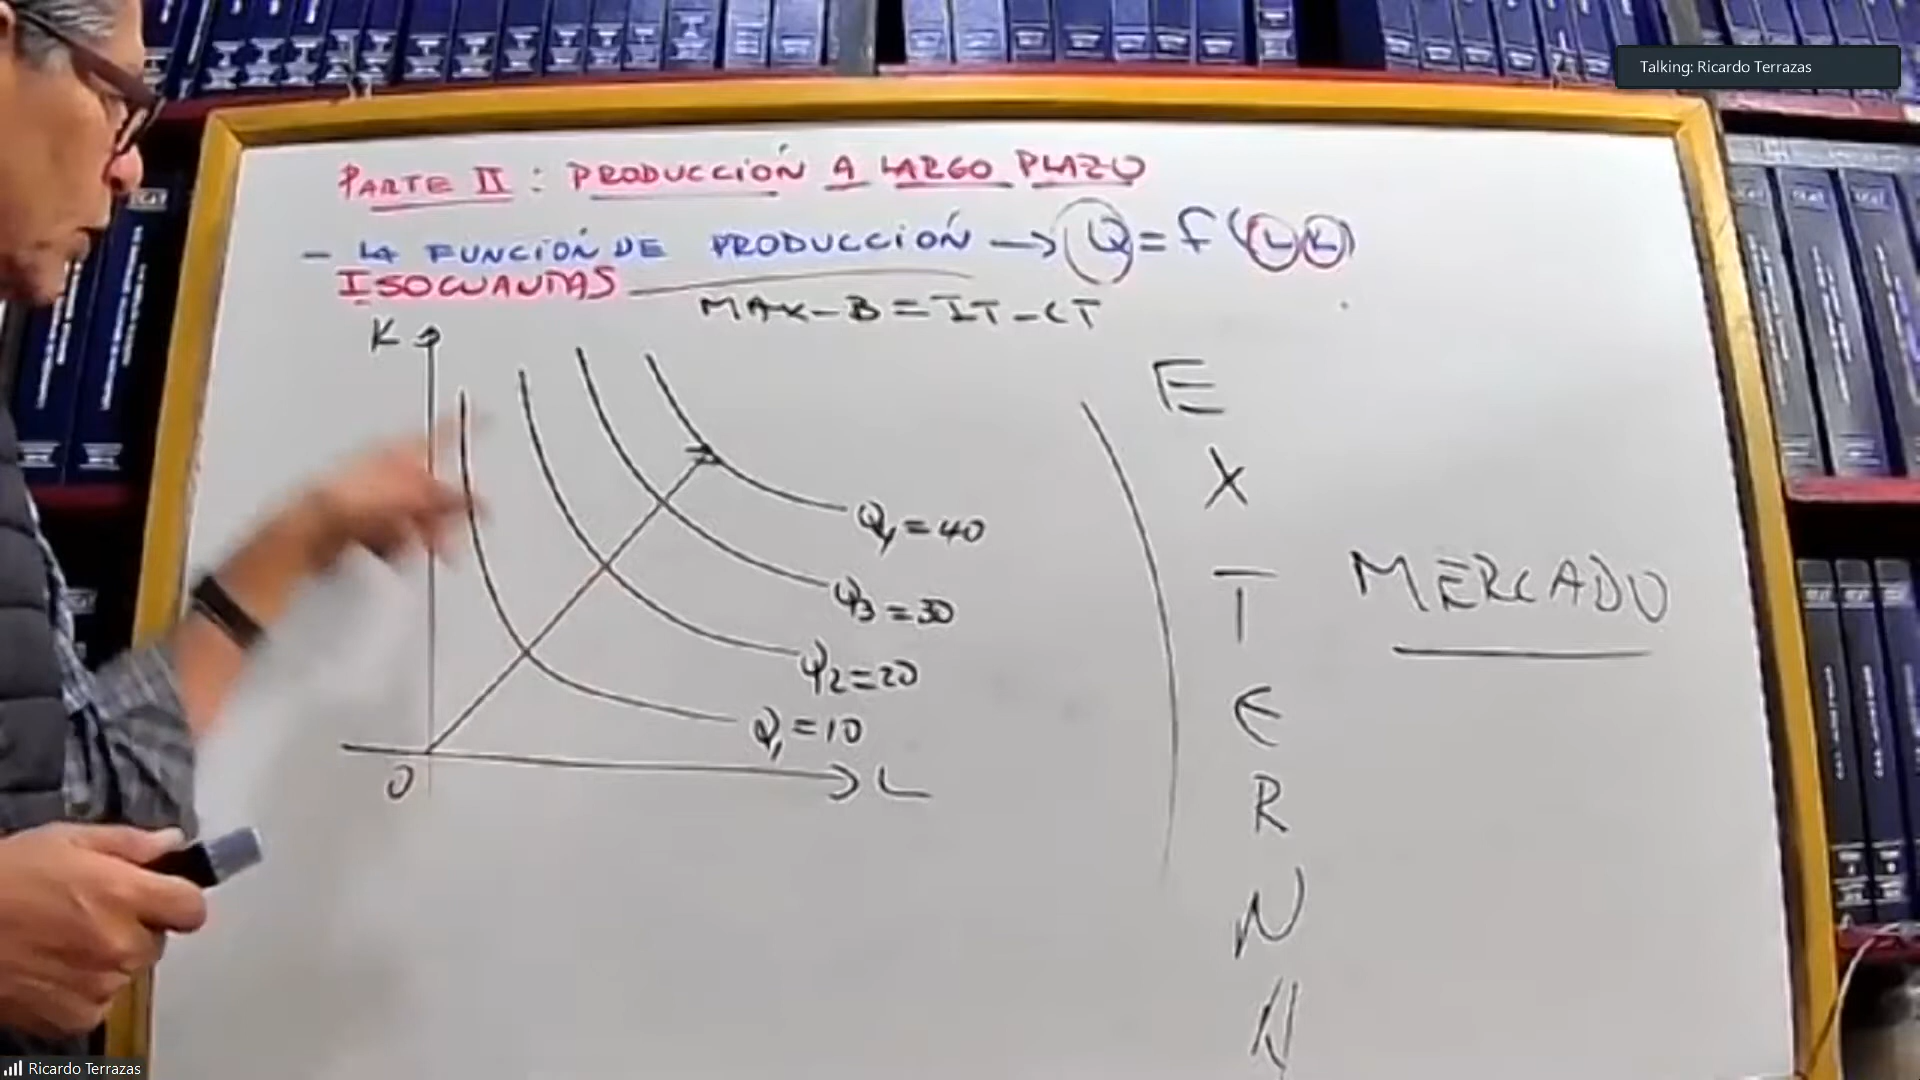 Talking: Ricardo Terrazas
PARTE II : PRODUCCIÓN A LARGO PLAZO
- LA FUNCIÓN DE PRODUCCIÓN → Q = f (L K)
ISOCUANTAS
MAX-B = IT - CT
K
E
X
T
E
R
N
MERCADO
Q4 = 40
Q3 = 30
Q2 = 20
Q1 = 10
0
L
Ricardo Terrazas